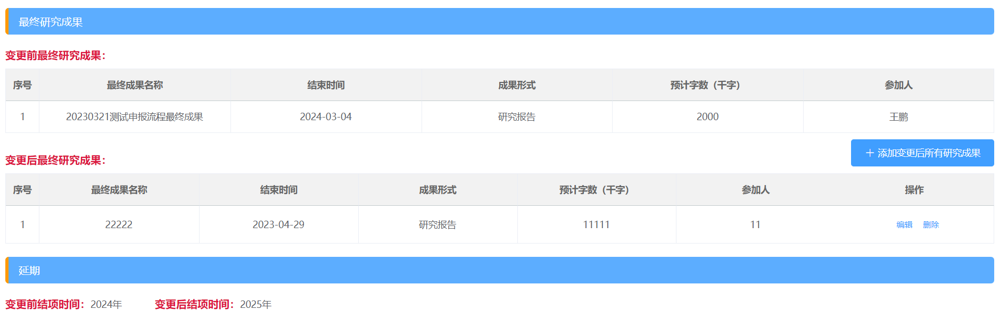 最终研究成果
变更前最终研究成果：
序号 最终成果名称 结束时间 成果形式 预计字数（千字） 参加人
1 20230321测试申报流程最终成果 2024-03-04 研究报告 2000 王鹏
+ 添加变更后所有研究成果
变更后最终研究成果：
序号 最终成果名称 结束时间 成果形式 预计字数（千字） 参加人 操作
1 22222 2023-04-29 研究报告 11111 11 编辑 删除
延期
变更前结项时间：2024年 变更后结项时间：2025年